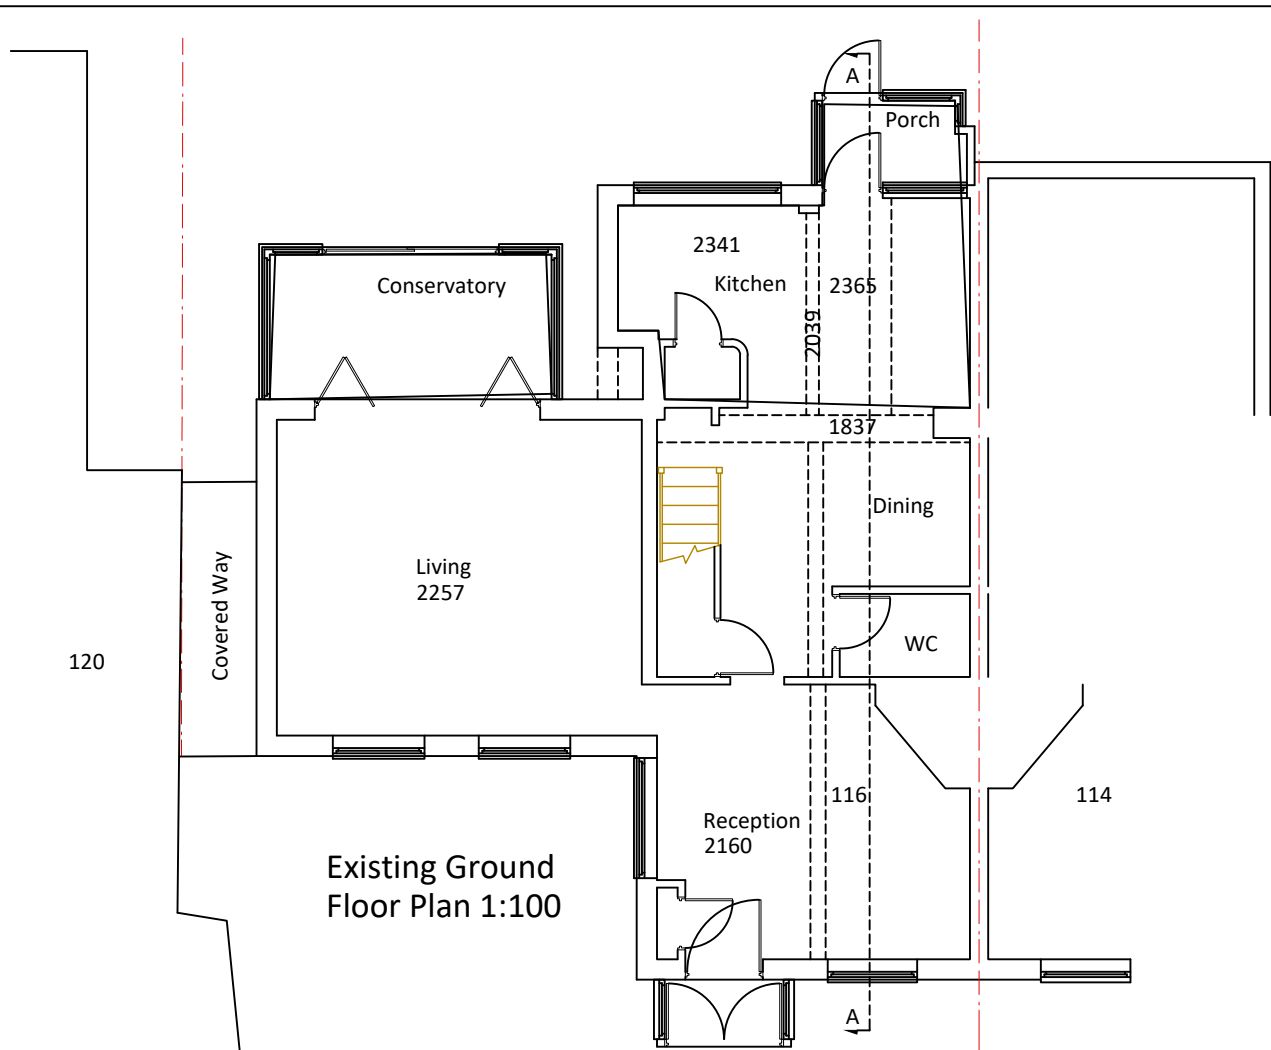 A
Porch
2341
Kitchen
2365
2039
Conservatory
1837
Dining
Living
2257
Covered Way
WC
120
116
114
Reception
2160
Existing Ground
Floor Plan 1:100
A